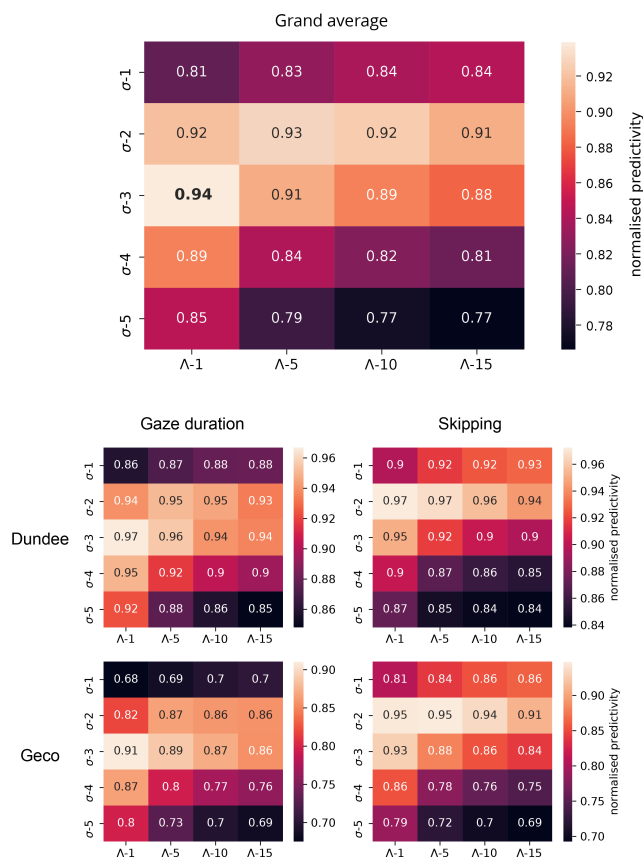 Grand average
σ-1 0.81 0.83 0.84 0.84
σ-2 0.92 0.93 0.92 0.91
σ-3 0.94 0.91 0.89 0.88
σ-4 0.89 0.84 0.82 0.81
σ-5 0.85 0.79 0.77 0.77
Λ-1 Λ-5 Λ-10 Λ-15
0.92
0.90
0.88
0.86
0.84
0.82
0.80
0.78
normalised predictivity
Gaze duration
Skipping
Dundee
σ-1 0.86 0.87 0.88 0.88
σ-2 0.94 0.95 0.95 0.93
σ-3 0.97 0.96 0.94 0.94
σ-4 0.95 0.92 0.9 0.9
σ-5 0.92 0.88 0.86 0.85
Λ-1 Λ-5 Λ-10 Λ-15
0.96
0.94
0.92
0.90
0.88
0.86
σ-1 0.9 0.92 0.92 0.93
σ-2 0.97 0.97 0.96 0.94
σ-3 0.95 0.92 0.9 0.9
σ-4 0.9 0.87 0.86 0.85
σ-5 0.87 0.85 0.84 0.84
Λ-1 Λ-5 Λ-10 Λ-15
0.96
0.94
0.92
0.90
0.88
0.86
0.84
normalised predictivity
Geco
σ-1 0.68 0.69 0.7 0.7
σ-2 0.82 0.87 0.86 0.86
σ-3 0.91 0.89 0.87 0.86
σ-4 0.87 0.8 0.77 0.76
σ-5 0.8 0.73 0.7 0.69
Λ-1 Λ-5 Λ-10 Λ-15
0.90
0.85
0.80
0.75
0.70
σ-1 0.81 0.84 0.86 0.86
σ-2 0.95 0.95 0.94 0.91
σ-3 0.93 0.88 0.86 0.84
σ-4 0.86 0.78 0.76 0.75
σ-5 0.79 0.72 0.7 0.69
Λ-1 Λ-5 Λ-10 Λ-15
0.90
0.85
0.80
0.75
0.70
normalised predictivity